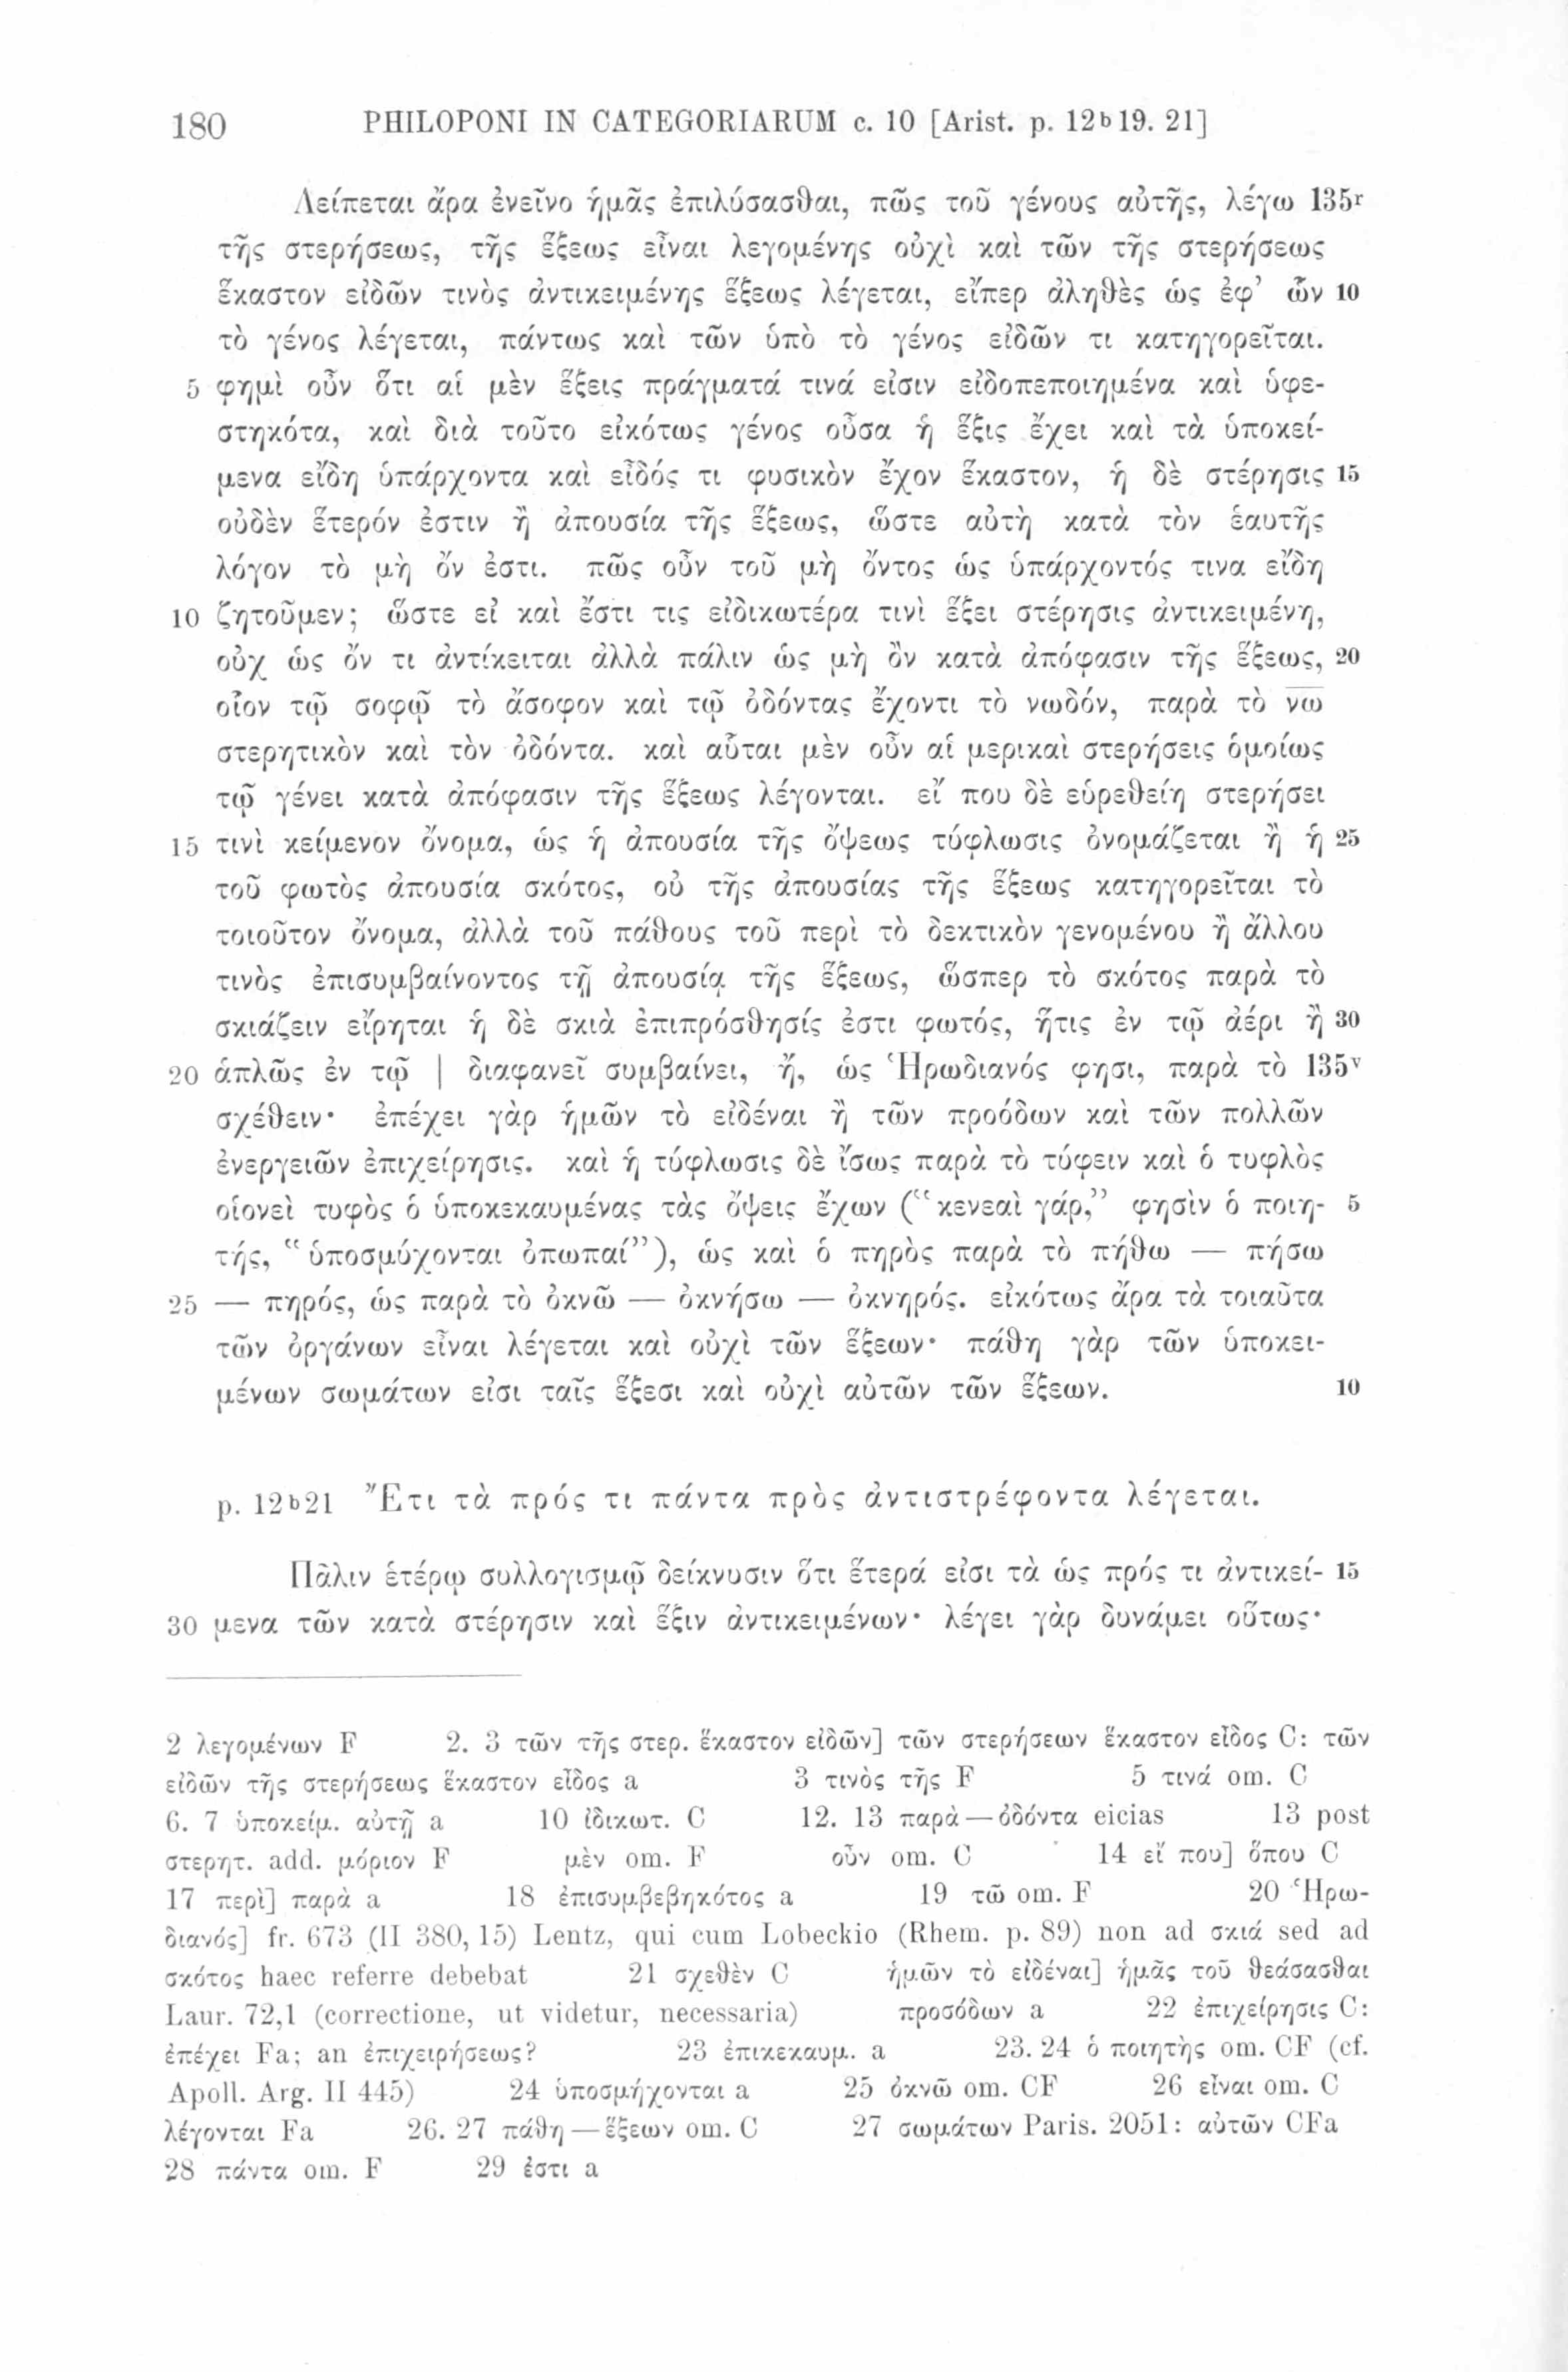 180 PHILOPONI IN CATEGORIARUM c. 10 [Arist. p. 12b19. 21]
Λείπεται ἄρα ἐνεῖνο ἡμᾶς ἐπιλύσασθαι, πῶς τοῦ γένους αὐτῆς, λέγω 135r
τῆς στερήσεως, τῆς ἕξεως εἶναι λεγομένης οὐχὶ καὶ τῶν τῆς στερήσεως
ἕκαστον εἰδῶν τινὸς ἀντικειμένης ἕξεως λέγεται, εἴπερ ἀληθὲς ὡς ἐφ' ὧν 10
τὸ γένος λέγεται, πάντως καὶ τῶν ὑπὸ τὸ γένος εἰδῶν τι κατηγορεῖται.
5 φημὶ οὖν ὅτι αἱ μὲν ἕξεις πράγματά τινά εἰσιν εἰδοπεποιημένα καὶ ὑφε-
στηκότα, καὶ διὰ τοῦτο εἰκότως γένος οὖσα ἡ ἕξις ἔχει καὶ τὰ ὑποκεί-
μενα εἴδη ὑπάρχοντα καὶ εἶδός τι φυσικὸν ἔχον ἕκαστον, ἡ δὲ στέρησις 15
οὐδὲν ἕτερόν ἐστιν ἢ ἀπουσία τῆς ἕξεως, ὥστε αὐτὴ κατὰ τὸν ἑαυτῆς
λόγον τὸ μὴ ὄν ἐστι. πῶς οὖν τοῦ μὴ ὄντος ὡς ὑπάρχοντός τινα εἴδη
10 ζητοῦμεν; ὥστε εἰ καὶ ἔστι τις εἰδικωτέρα τινὶ ἕξει στέρησις ἀντικειμένη,
οὐχ ὡς ὄν τι ἀντίκειται ἀλλὰ πάλιν ὡς μὴ ὂν κατὰ ἀπόφασιν τῆς ἕξεως, 20
οἷον τῷ σοφῷ τὸ ἄσοφον καὶ τῷ ὀδόντας ἔχοντι τὸ νωδόν, παρὰ τὸ νω
στερητικὸν καὶ τὸν ὀδόντα. καὶ αὗται μὲν οὖν αἱ μερικαὶ στερήσεις ὁμοίως
τῷ γένει κατὰ ἀπόφασιν τῆς ἕξεως λέγονται. εἴ που δὲ εὑρεθείη στερήσει
15 τινὶ κείμενον ὄνομα, ὡς ἡ ἀπουσία τῆς ὄψεως τύφλωσις ὀνομάζεται ἢ ἡ 25
τοῦ φωτὸς ἀπουσία σκότος, οὐ τῆς ἀπουσίας τῆς ἕξεως κατηγορεῖται τὸ
τοιοῦτον ὄνομα, ἀλλὰ τοῦ πάθους τοῦ περὶ τὸ δεκτικὸν γενομένου ἢ ἄλλου
τινὸς ἐπισυμβαίνοντος τῇ ἀπουσίᾳ τῆς ἕξεως, ὥσπερ τὸ σκότος παρὰ τὸ
σκιάζειν εἴρηται ἡ δὲ σκιὰ ἐπιπρόσθησίς ἐστι φωτός, ἥτις ἐν τῷ ἀέρι ἢ 30
20 ἁπλῶς ἐν τῷ | διαφανεῖ συμβαίνει, ἤ, ὡς Ἡρωδιανός φησι, παρὰ τὸ 135v
σχέθειν· ἐπέχει γὰρ ἡμῶν τὸ εἰδέναι ἢ τῶν προόδων καὶ τῶν πολλῶν
ἐνεργειῶν ἐπιχείρησις. καὶ ἡ τύφλωσις δὲ ἴσως παρὰ τὸ τύφειν καὶ ὁ τυφλὸς
οἱονεὶ τυφὸς ὁ ὑποκεκαυμένας τὰς ὄψεις ἔχων (“κενεαὶ γάρ,” φησὶν ὁ ποιη- 5
τής, “ὑποσμύχονται ὀπωπαί”), ὡς καὶ ὁ πηρὸς παρὰ τὸ πήθω — πήσω
25 — πηρός, ὡς παρὰ τὸ ὀκνῶ — ὀκνήσω — ὀκνηρός. εἰκότως ἄρα τὰ τοιαῦτα
τῶν ὀργάνων εἶναι λέγεται καὶ οὐχὶ τῶν ἕξεων· πάθη γὰρ τῶν ὑποκει-
μένων σωμάτων εἰσι ταῖς ἕξεσι καὶ οὐχὶ αὐτῶν τῶν ἕξεων. 10
p. 12b21 Ἔτι τὰ πρός τι πάντα πρὸς ἀντιστρέφοντα λέγεται.
Πάλιν ἑτέρῳ συλλογισμῷ δείκνυσιν ὅτι ἕτερά εἰσι τὰ ὡς πρός τι ἀντικεί- 15
30 μενα τῶν κατὰ στέρησιν καὶ ἕξιν ἀντικειμένων· λέγει γὰρ δυνάμει οὕτως·
2 λεγομένων F 2. 3 τῶν τῆς στερ. ἕκαστον εἰδῶν] τῶν στερήσεων ἕκαστον εἶδος C: τῶν
εἰδῶν τῆς στερήσεως ἕκαστον εἶδος a 3 τινὸς τῆς F 5 τινά om. C
6. 7 ὑποκείμ. αὐτῇ a 10 ἰδικωτ. C 12. 13 παρὰ — ὀδόντα eicias 13 post
στερητ. add. μόριον F μὲν om. F οὖν om. C 14 εἴ που] ὅπου C
17 περὶ] παρὰ a 18 ἐπισυμβεβηκότος a 19 τῶ om. F 20 Ἡρω-
διανός] fr. 673 (II 380, 15) Lentz, qui cum Lobeckio (Rhem. p. 89) non ad σκιά sed ad
σκότος haec referre debebat 21 σχεθὲν C ἡμῶν τὸ εἰδέναι] ἡμᾶς τοῦ θεάσασθαι
Laur. 72,1 (correctione, ut videtur, necessaria) προσόδων a 22 ἐπιχείρησις C:
ἐπέχει Fa; an ἐπιχειρήσεως? 23 ἐπικεκαυμ. a 23. 24 ὁ ποιητὴς om. CF (cf.
Apoll. Arg. II 445) 24 ὑποσμήχονται a 25 ὀκνῶ om. CF 26 εἶναι om. C
λέγονται Fa 26. 27 πάθη — ἕξεων om. C 27 σωμάτων Paris. 2051: αὐτῶν CFa
28 πάντα om. F 29 ἐστι a